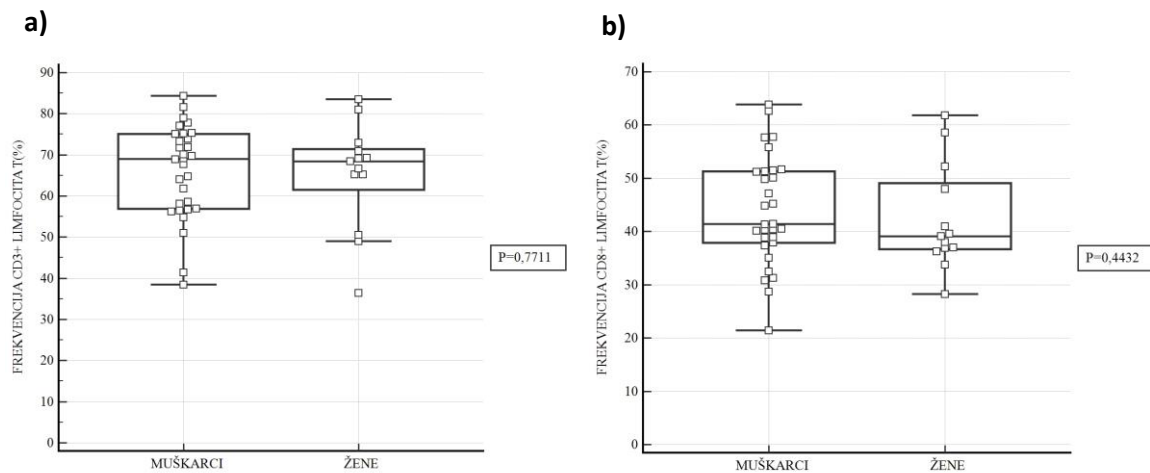 a)
FREKVENCIJA CD3+ LIMFOCITA T(%)
90
80
70
60
50
40
30
20
10
0
MUŠKARCI
ŽENE
P=0,7711
b)
FREKVENCIJA CD8+ LIMFOCITA T(%)
70
60
50
40
30
20
10
0
MUŠKARCI
ŽENE
P=0,4432